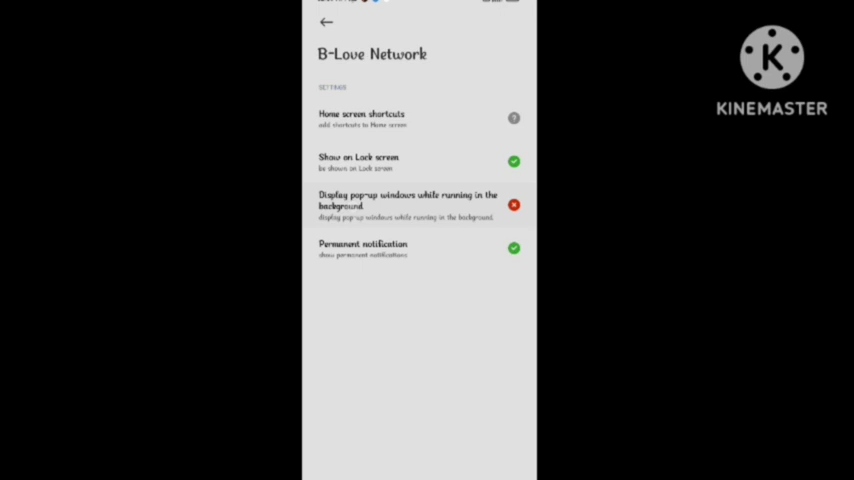 B-Love Network
SETTINGS
Home screen shortcuts
add shortcuts to Home screen
Show on Lock screen
be shown on Lock screen
Display pop-up windows while running in the
background
display pop-up windows while running in the background
Permanent notification
show permanent notifications
K
KINEMASTER